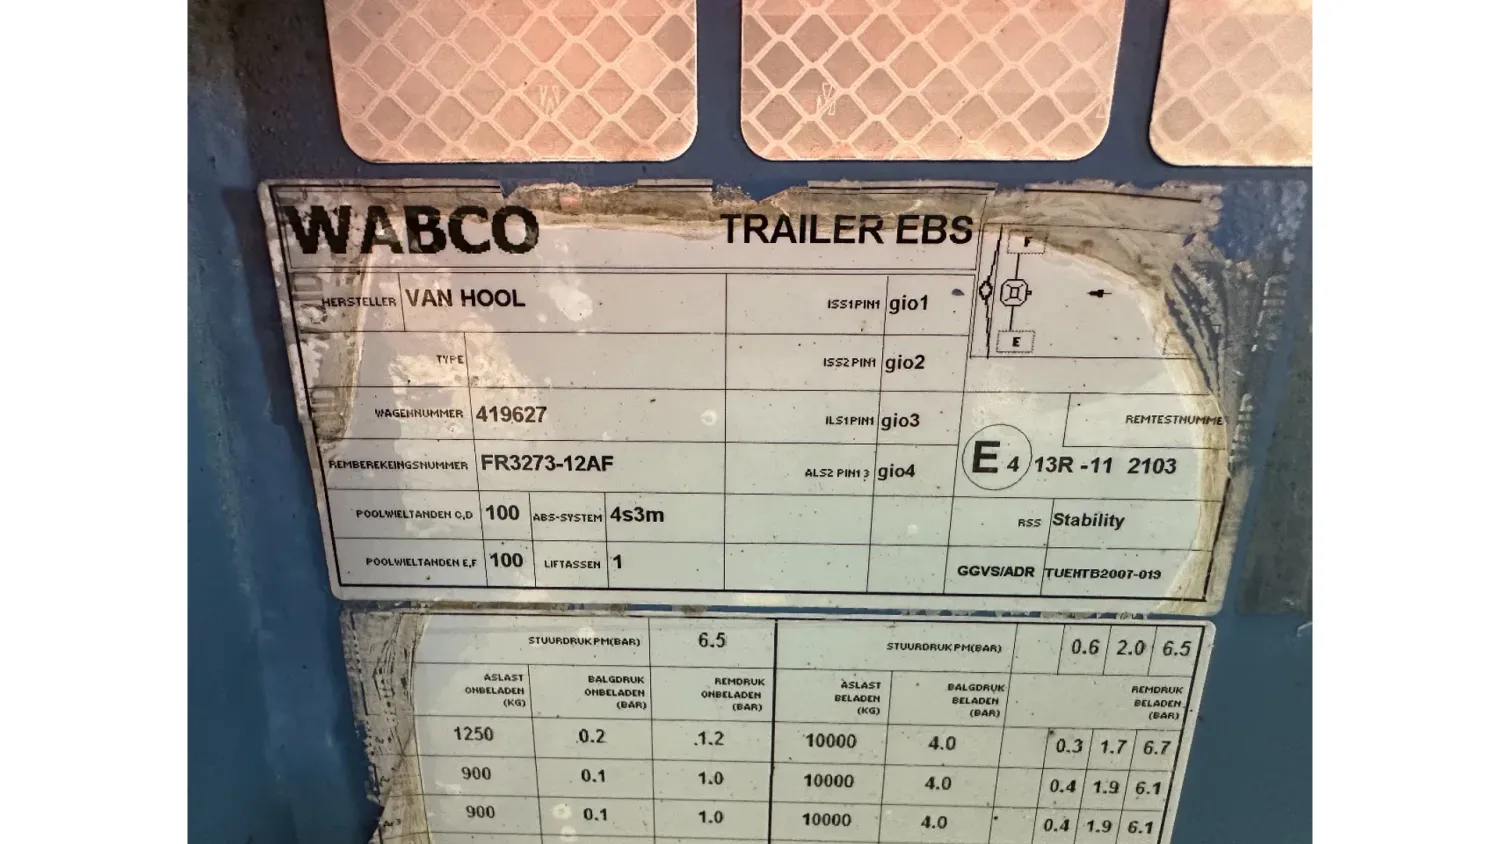 WABCO TRAILER EBS
F
HERSTELLER VAN HOOL ISS1PIN1 gio1
E
TYPE ISS2PIN1 gio2
WAGENNUMMER 419627 ILS1PIN1 gio3 REMTESTNUMME
REMBEREKEINGSNUMMER FR3273-12AF ALS2 PIN1 3 gio4 E 4 13R -11 2103
POOLWIELTANDEN C,D 100 ABS-SYSTEM 4s3m RSS Stability
POOLWIELTANDEN E,F 100 LIFTASSEN 1 GGVS/ADR TUEHTB2007-019
STUURDRUK PM(BAR) 6.5 STUURDRUK PM(BAR) 0.6 2.0 6.5
ASLAST BALGDRUK REMDRUK ASLAST BALGDRUK REMDRUK
ONBELADEN ONBELADEN ONBELADEN BELADEN BELADEN BELADEN
(KG) (BAR) (BAR) (KG) (BAR) (BAR)
1250 0.2 1.2 10000 4.0 0.3 1.7 6.7
900 0.1 1.0 10000 4.0 0.4 1.9 6.1
900 0.1 1.0 10000 4.0 0.4 1.9 6.1